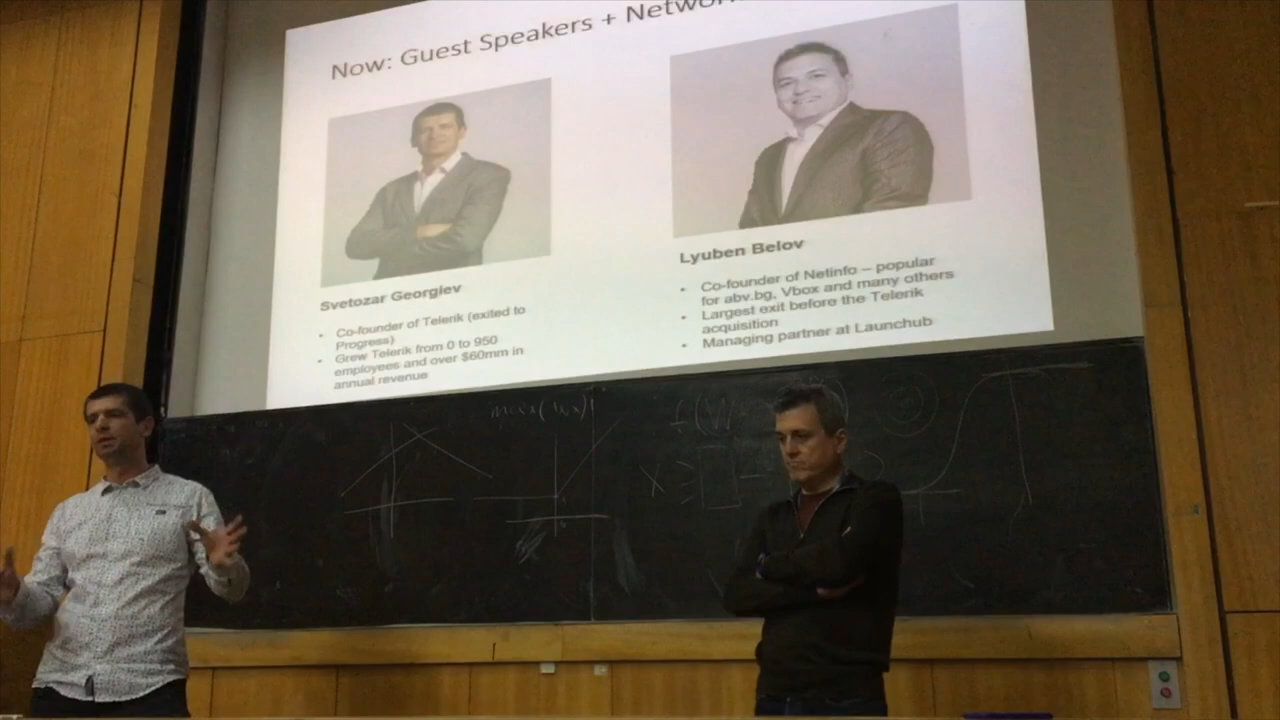 Now: Guest Speakers + Network
Svetozar Georgiev
• Co-founder of Telerik (exited to
Progress)
• Grew Telerik from 0 to 950
employees and over $60mm in
annual revenue
Lyuben Belov
• Co-founder of Netinfo – popular
for abv.bg, Vbox and many others
• Largest exit before the Telerik
acquisition
• Managing partner at Launchub
max(
f(
X